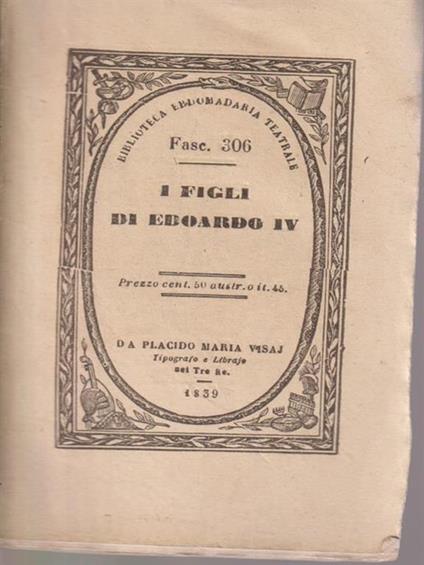 BIBLIOTECA EBDOMADARIA TEATRALE
Fasc. 306
I FIGLI
DI EDOARDO IV
Prezzo cent. 50 austr. o it. 45.
DA PLACIDO MARIA VISAJ
Tipografo e Librajo
nei Tre Re.
1839